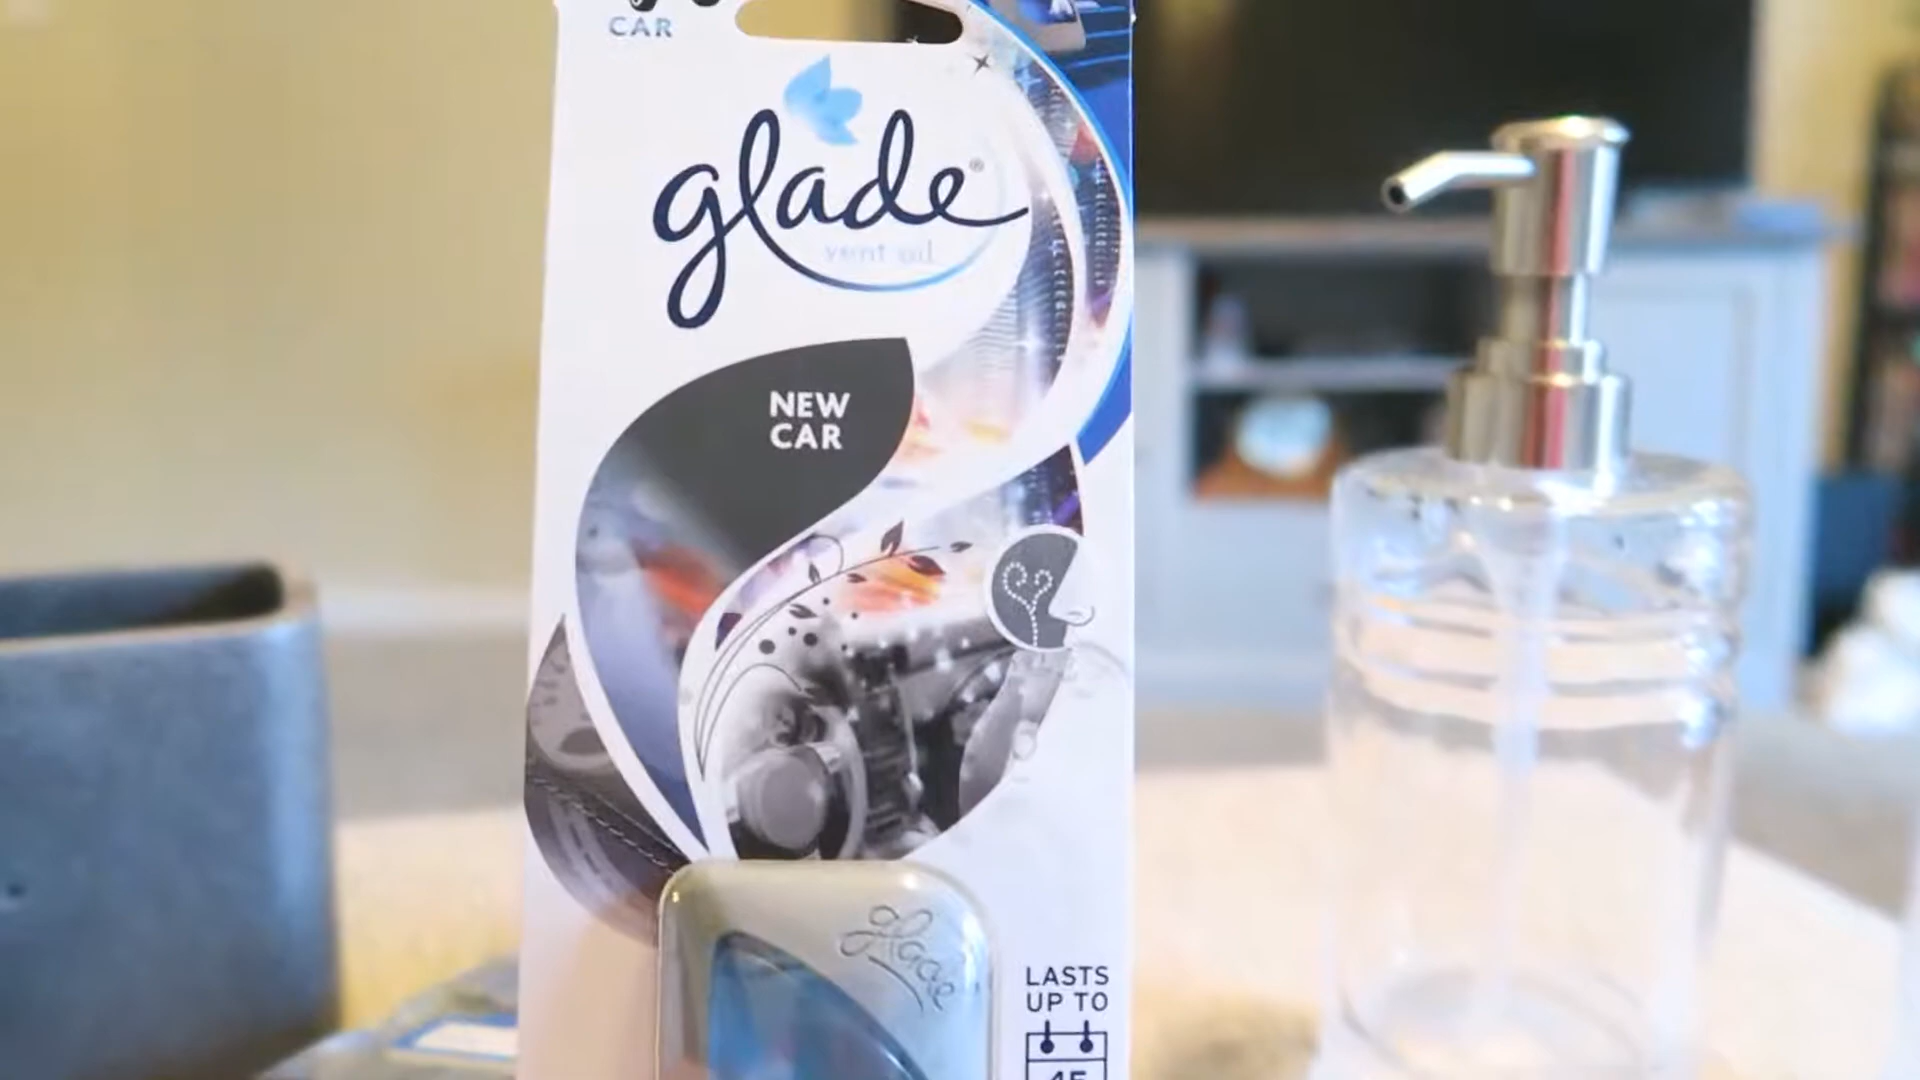 CAR
glade
vent oil
NEW
CAR
glade
LASTS
UP TO